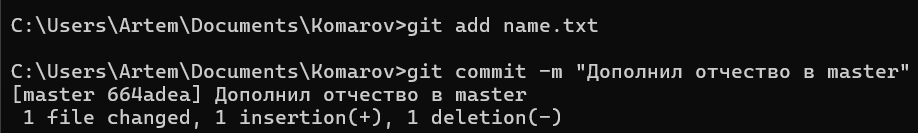 C:\Users\Artem\Documents\Komarov>git add name.txt
C:\Users\Artem\Documents\Komarov>git commit -m "Дополнил отчество в master"
[master 664adea] Дополнил отчество в master
1 file changed, 1 insertion(+), 1 deletion(-)